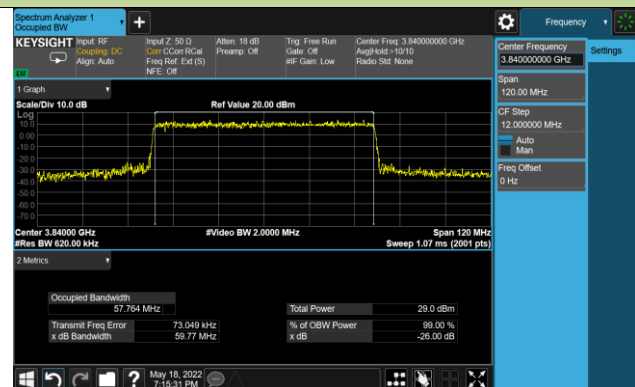 Spectrum Analyzer 1
Occupied BW
Frequency
KEYSIGHT
Input: RF
Coupling: DC
Align: Auto
Input Z: 50 Ω
Corr CCorr RCal
Freq Ref: Ext (S)
NFE: Off
Atten: 18 dB
Preamp: Off
Trig: Free Run
Gate: Off
#IF Gain: Low
Center Freq: 3.840000000 GHz
Avg|Hold:>10/10
Radio Std: None
Center Frequency
3.840000000 GHz
Settings
Span
120.00 MHz
CF Step
12.000000 MHz
Auto
Man
Freq Offset
0 Hz
1 Graph
Scale/Div 10.0 dB
Ref Value 20.00 dBm
Log
10.0
0.00
-10.0
-20.0
-30.0
-40.0
-50.0
-60.0
-70.0
Center 3.84000 GHz
#Video BW 2.0000 MHz
Span 120 MHz
#Res BW 620.00 kHz
Sweep 1.07 ms (2001 pts)
2 Metrics
Occupied Bandwidth
57.764 MHz
Total Power 29.0 dBm
Transmit Freq Error 73.049 kHz
% of OBW Power 99.00 %
x dB Bandwidth 59.77 MHz
x dB -26.00 dB
May 18, 2022
7:15:31 PM